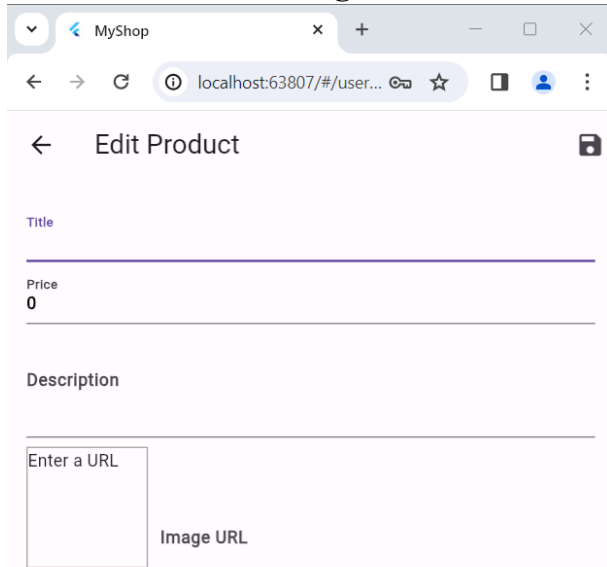 MyShop
localhost:63807/#/user...
Edit Product
Title
Price
0
Description
Enter a URL
Image URL